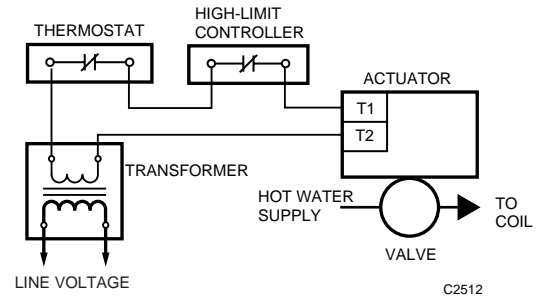 THERMOSTAT
HIGH-LIMIT
CONTROLLER
ACTUATOR
T1
T2
TRANSFORMER
HOT WATER
SUPPLY
TO
COIL
VALVE
LINE VOLTAGE
C2512